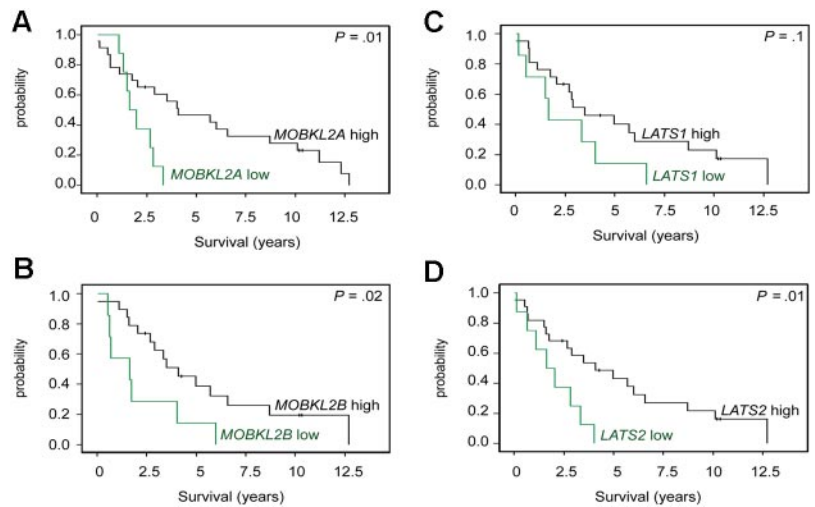 A
P = .01
1.0
0.8
0.6
0.4
0.2
0.0
probability
MOBKL2A high
MOBKL2A low
0 2.5 5 7.5 10 12.5
Survival (years)
B
P = .02
1.0
0.8
0.6
0.4
0.2
0.0
probability
MOBKL2B high
MOBKL2B low
0 2.5 5 7.5 10 12.5
Survival (years)
C
P = .1
1.0
0.8
0.6
0.4
0.2
0.0
probability
LATS1 high
LATS1 low
0 2.5 5 7.5 10 12.5
Survival (years)
D
P = .01
1.0
0.8
0.6
0.4
0.2
0.0
probability
LATS2 high
LATS2 low
0 2.5 5 7.5 10 12.5
Survival (years)